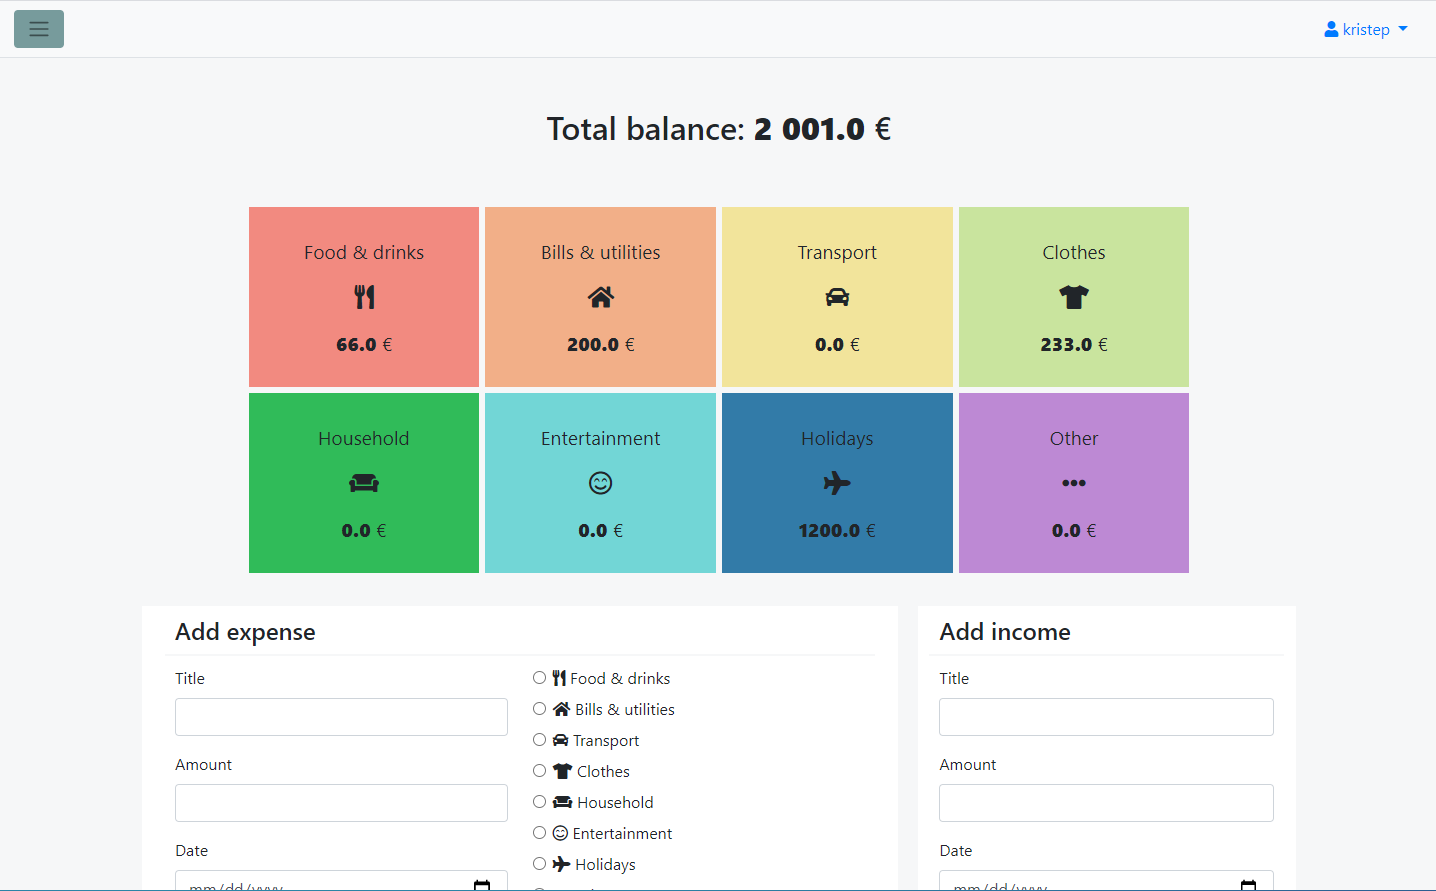 kristep
Total balance: 2 001.0 €
Food & drinks
66.0 €
Bills & utilities
200.0 €
Transport
0.0 €
Clothes
233.0 €
Household
0.0 €
Entertainment
0.0 €
Holidays
1200.0 €
Other
0.0 €
Add expense
Title
Amount
Date
mm/dd/yyyy
Food & drinks
Bills & utilities
Transport
Clothes
Household
Entertainment
Holidays
Add income
Title
Amount
Date
mm/dd/yyyy